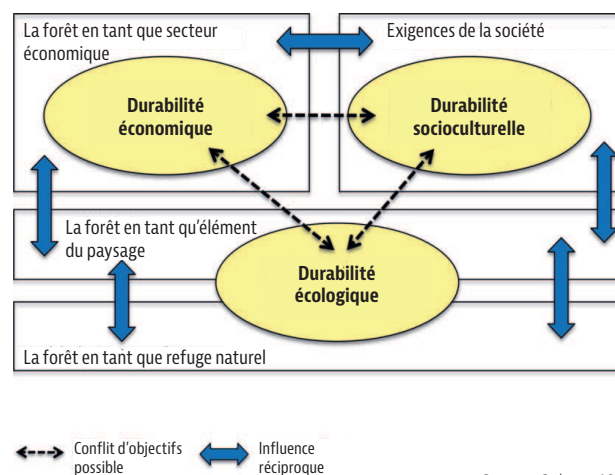 La forêt en tant que secteur
économique
Exigences de la société
Durabilité
économique
Durabilité
socioculturelle
La forêt en tant qu'élément
du paysage
Durabilité
écologique
La forêt en tant que refuge naturel
Conflit d'objectifs
possible
Influence
réciproque